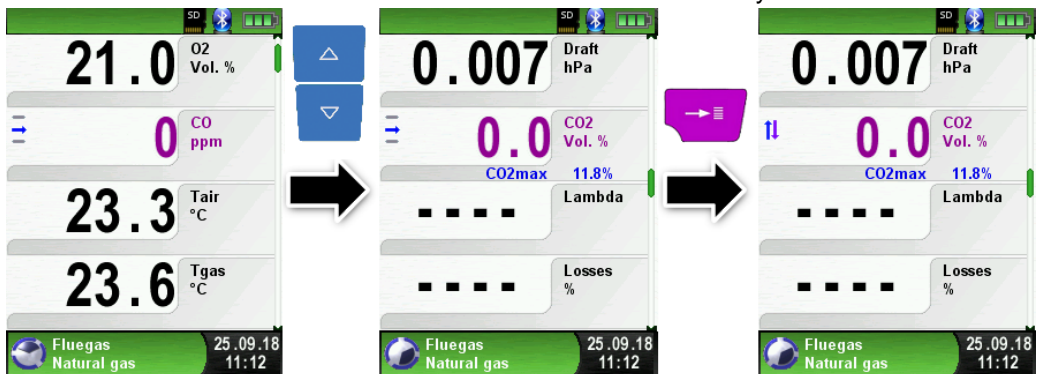 SD
21.0 O2
Vol. %
0 CO
ppm
23.3 Tair
°C
23.6 Tgas
°C
Fluegas
Natural gas
25.09.18
11:12
SD
0.007 Draft
hPa
0.0 CO2
Vol. %
CO2max 11.8%
---- Lambda
---- Losses
%
Fluegas
Natural gas
25.09.18
11:12
SD
0.007 Draft
hPa
0.0 CO2
Vol. %
CO2max 11.8%
---- Lambda
---- Losses
%
Fluegas
Natural gas
25.09.18
11:12